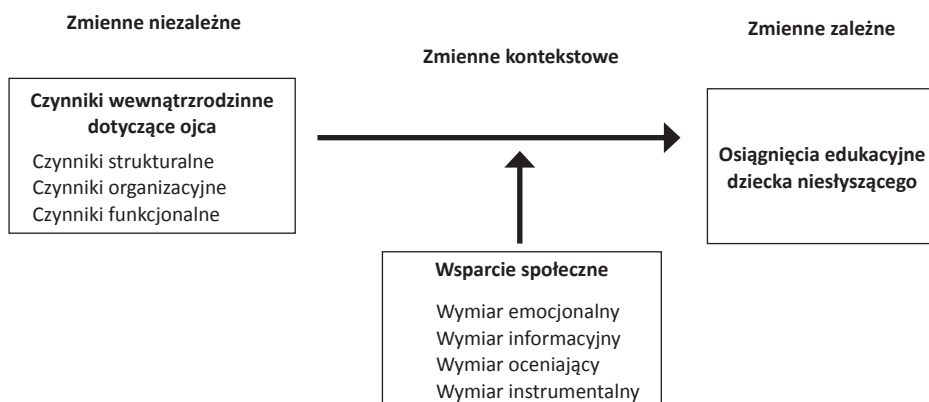 Zmienne niezależne
Zmienne kontekstowe
Zmienne zależne
Czynniki wewnątrzrodzinne
dotyczące ojca
Czynniki strukturalne
Czynniki organizacyjne
Czynniki funkcjonalne
Osiągnięcia edukacyjne
dziecka niesłyszącego
Wsparcie społeczne
Wymiar emocjonalny
Wymiar informacyjny
Wymiar oceniający
Wymiar instrumentalny